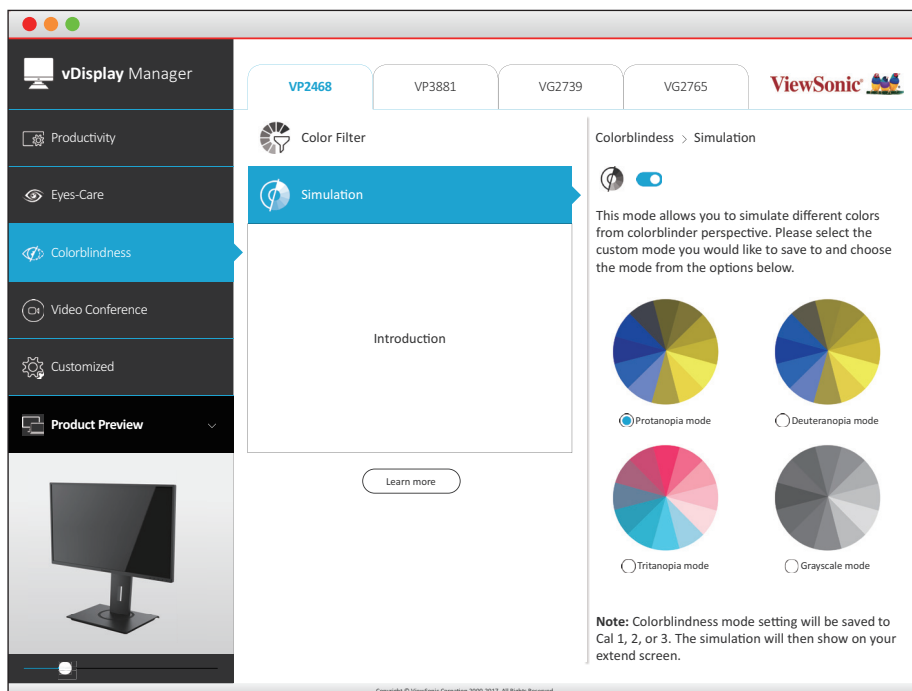 vDisplay Manager
VP2468
VP3881
VG2739
VG2765
ViewSonic
Productivity
Eyes-Care
Colorblindness
Video Conference
Customized
Product Preview
Color Filter
Simulation
Introduction
Learn more
Colorblindeess > Simulation
This mode allows you to simulate different colors
from colorblinder perspective. Please select the
custom mode you would like to save to and choose
the mode from the options below.
Protanopia mode
Deuteranopia mode
Tritanopia mode
Grayscale mode
Note: Colorblindness mode setting will be saved to
Cal 1, 2, or 3. The simulation will then show on your
extend screen.